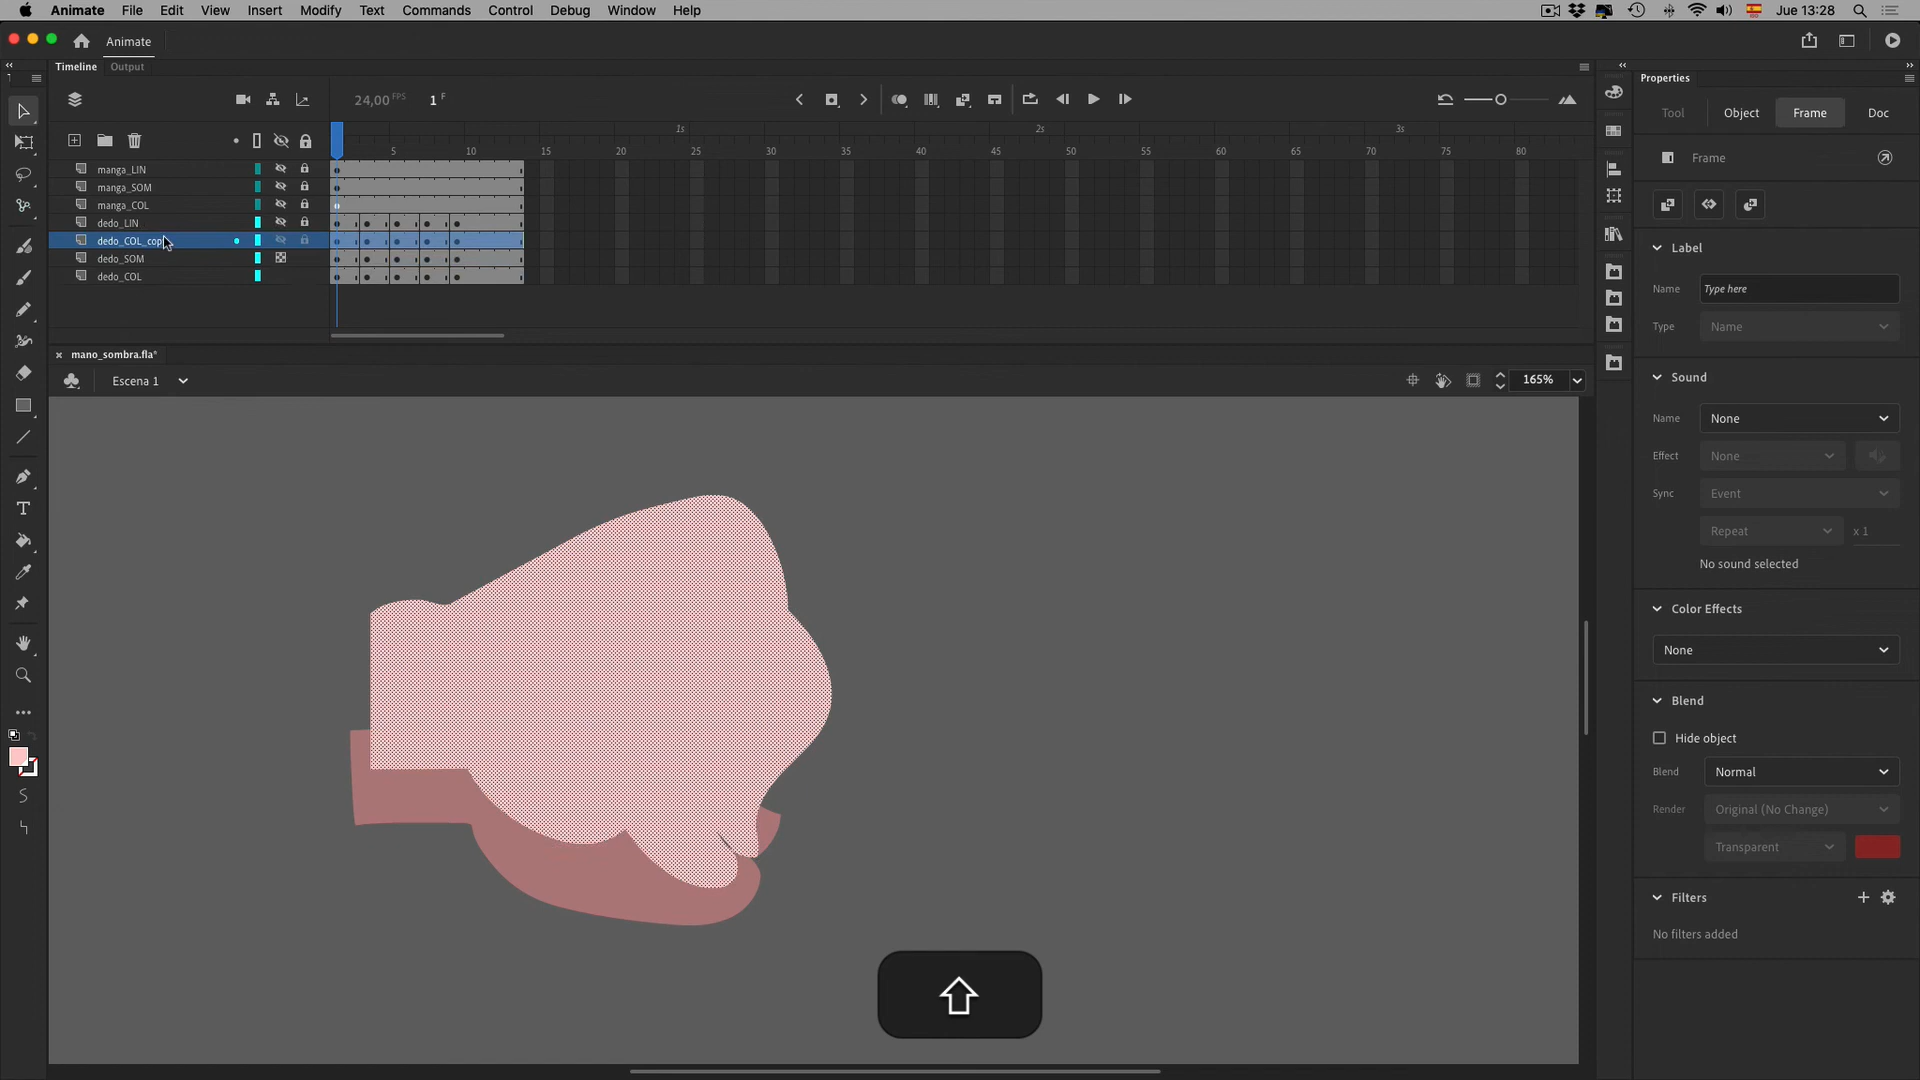 Animate File Edit View Insert Modify Text Commands Control Debug Window Help Jue 13:28
Animate
Timeline Output
Properties
24,00 FPS 1 F
Tool Object Frame Doc
1s 2s 3s
5 10 15 20 25 30 35 40 45 50 55 60 65 70 75 80
Frame
manga_LIN
manga_SOM
manga_COL
dedo_LIN
dedo_COL_cop
dedo_SOM
dedo_COL
Label
Name Type here
Type Name
mano_sombra.fla*
Escena 1 165%
Sound
Name None
Effect None
Sync Event
Repeat x 1
No sound selected
Color Effects
None
Blend
Hide object
Blend Normal
Render Original (No Change)
Transparent
Filters
No filters added